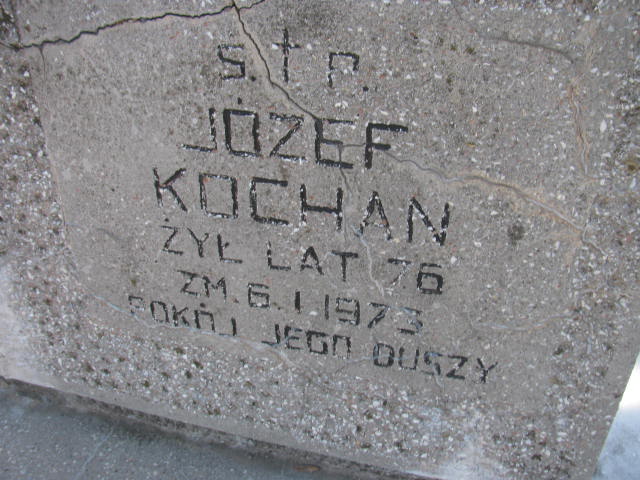 Ś. † P.
JÓZEF
KOCHAN
ŻYŁ LAT 76
ZM. 6.I.1973
POKÓJ JEGO DUSZY